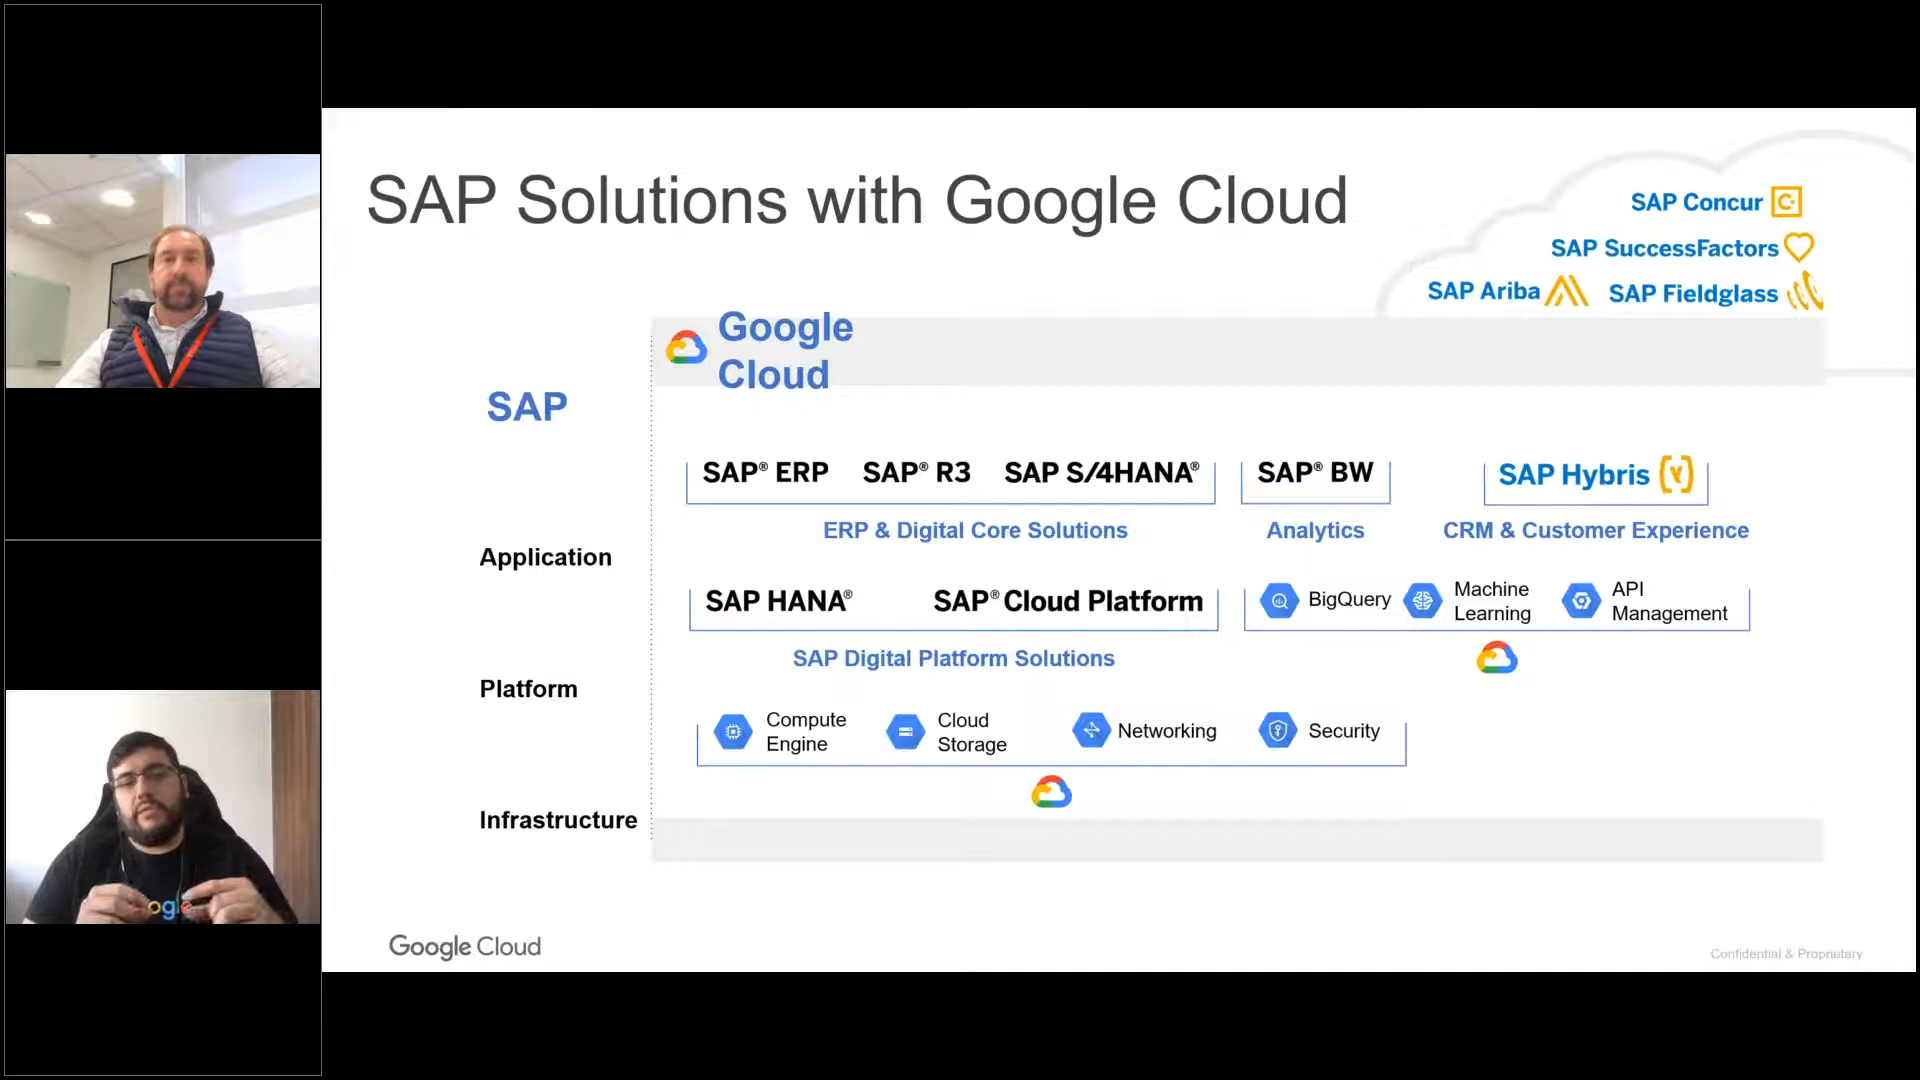 SAP Solutions with Google Cloud
SAP Concur
SAP SuccessFactors
SAP Ariba SAP Fieldglass
Google
Cloud
SAP
SAP® ERP SAP® R3 SAP S/4HANA® SAP® BW SAP Hybris
ERP & Digital Core Solutions Analytics CRM & Customer Experience
Application
SAP HANA® SAP® Cloud Platform BigQuery Machine Learning API Management
SAP Digital Platform Solutions
Platform
Compute Engine Cloud Storage Networking Security
Infrastructure
ogle
Google Cloud
Confidential & Proprietary